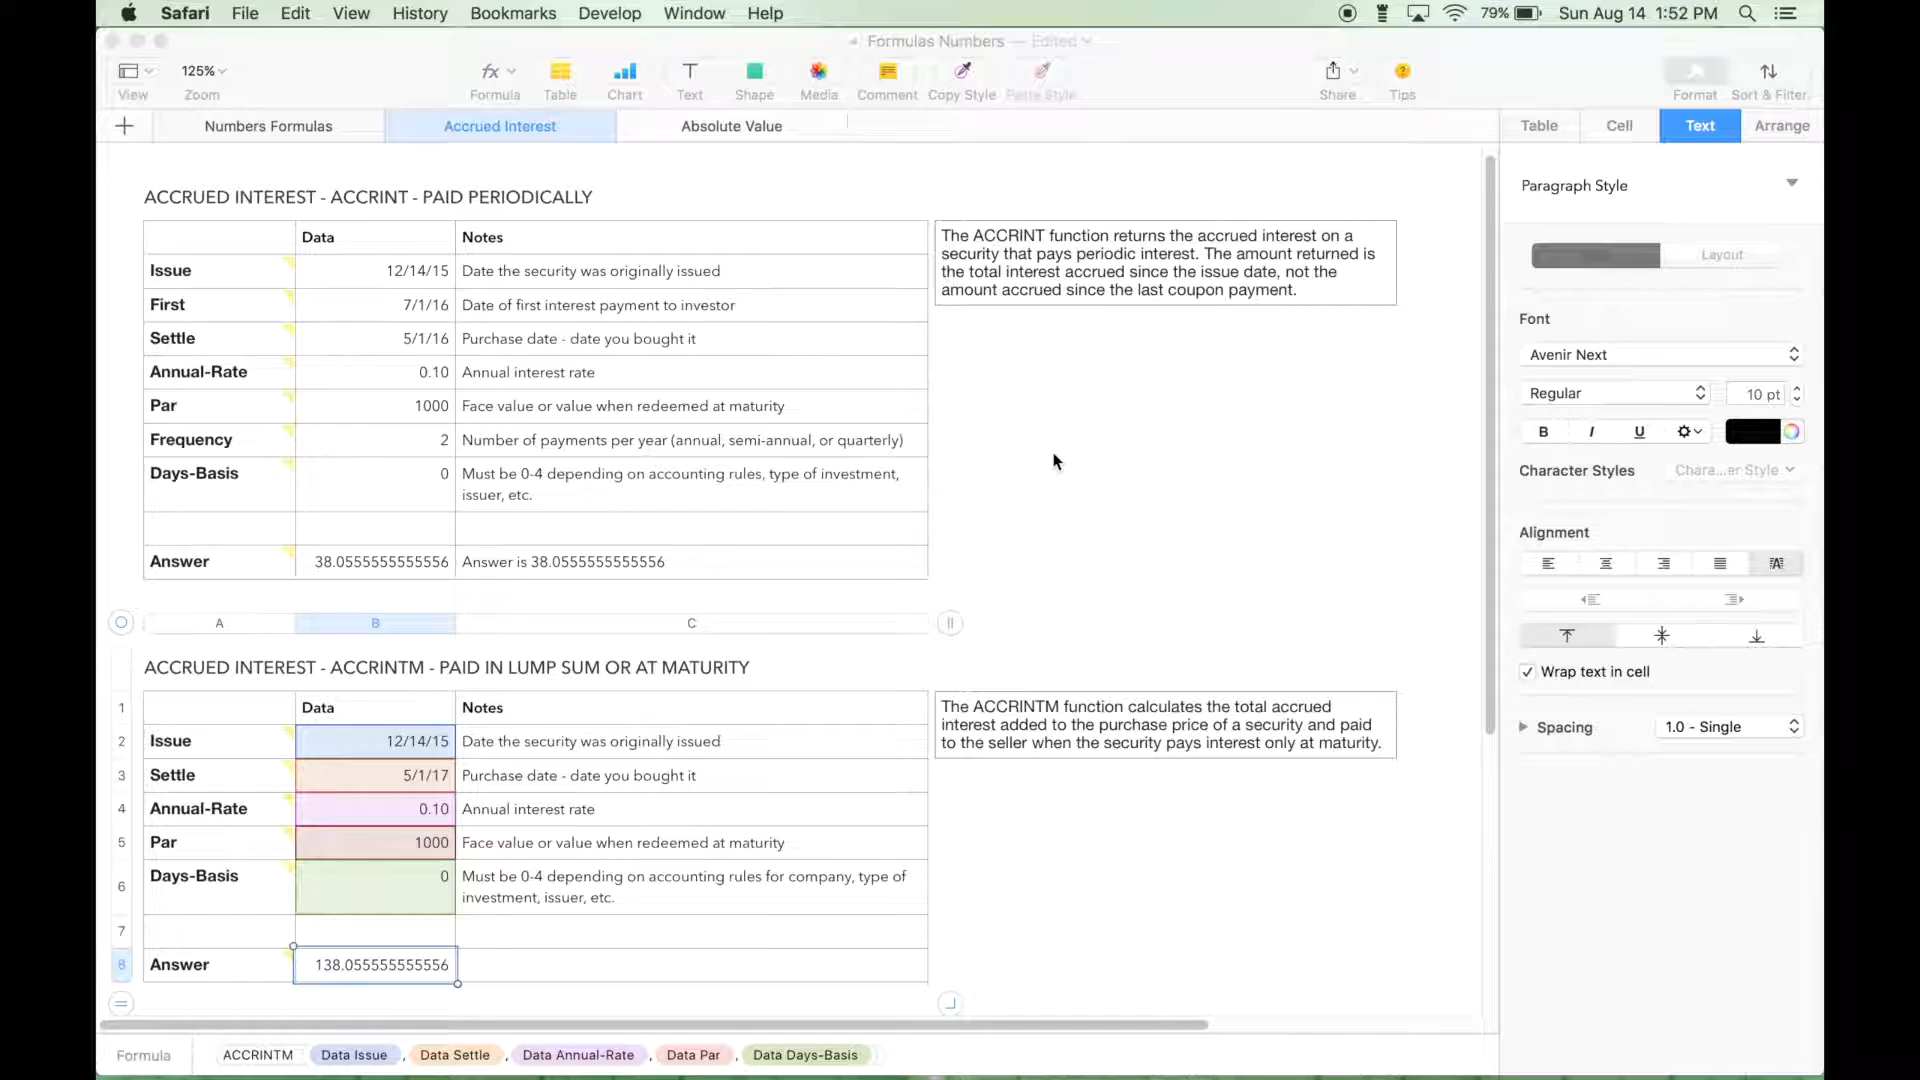 Safari File Edit View History Bookmarks Develop Window Help 79% Sun Aug 14 1:52 PM
Formulas Numbers — Edited
125%
View Zoom Formula Table Chart Text Shape Media Comment Copy Style Paste Style Share Tips Format Sort & Filter
Numbers Formulas Accrued Interest Absolute Value
Table Cell Text Arrange
ACCRUED INTEREST - ACCRINT - PAID PERIODICALLY
Data Notes
Issue 12/14/15 Date the security was originally issued
First 7/1/16 Date of first interest payment to investor
Settle 5/1/16 Purchase date - date you bought it
Annual-Rate 0.10 Annual interest rate
Par 1000 Face value or value when redeemed at maturity
Frequency 2 Number of payments per year (annual, semi-annual, or quarterly)
Days-Basis 0 Must be 0-4 depending on accounting rules, type of investment,
issuer, etc.
Answer 38.0555555555556 Answer is 38.0555555555556
The ACCRINT function returns the accrued interest on a
security that pays periodic interest. The amount returned is
the total interest accrued since the issue date, not the
amount accrued since the last coupon payment.
A B C
ACCRUED INTEREST - ACCRINTM - PAID IN LUMP SUM OR AT MATURITY
1 Data Notes
2 Issue 12/14/15 Date the security was originally issued
3 Settle 5/1/17 Purchase date - date you bought it
4 Annual-Rate 0.10 Annual interest rate
5 Par 1000 Face value or value when redeemed at maturity
6 Days-Basis 0 Must be 0-4 depending on accounting rules for company, type of
investment, issuer, etc.
7
8 Answer 138.055555555556
The ACCRINTM function calculates the total accrued
interest added to the purchase price of a security and paid
to the seller when the security pays interest only at maturity.
Formula ACCRINTM Data Issue , Data Settle , Data Annual-Rate , Data Par , Data Days-Basis
Paragraph Style
Layout
Font
Avenir Next
Regular 10 pt
B I U
Character Styles Chara...er Style
Alignment
Wrap text in cell
Spacing 1.0 - Single